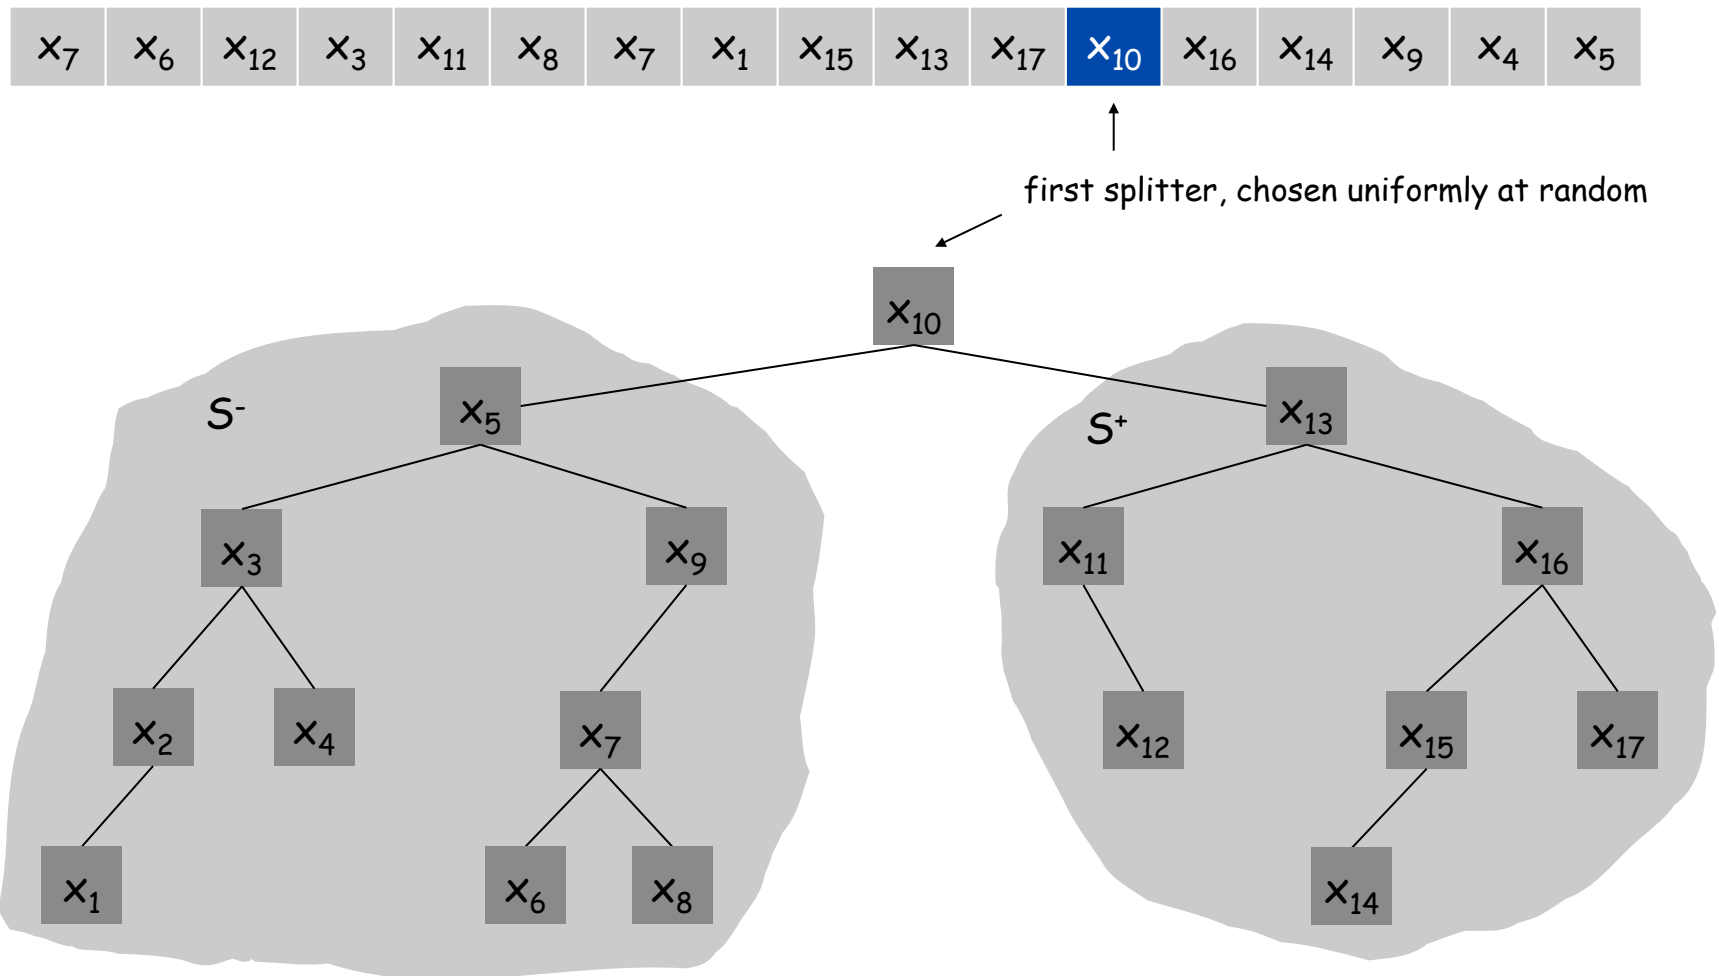 x₇ x₆ x₁₂ x₃ x₁₁ x₈ x₇ x₁ x₁₅ x₁₃ x₁₇ x₁₀ x₁₆ x₁₄ x₉ x₄ x₅
first splitter, chosen uniformly at random
x₁₀
S⁻ x₅ S⁺ x₁₃
x₃ x₉ x₁₁ x₁₆
x₂ x₄ x₇ x₁₂ x₁₅ x₁₇
x₁ x₆ x₈ x₁₄